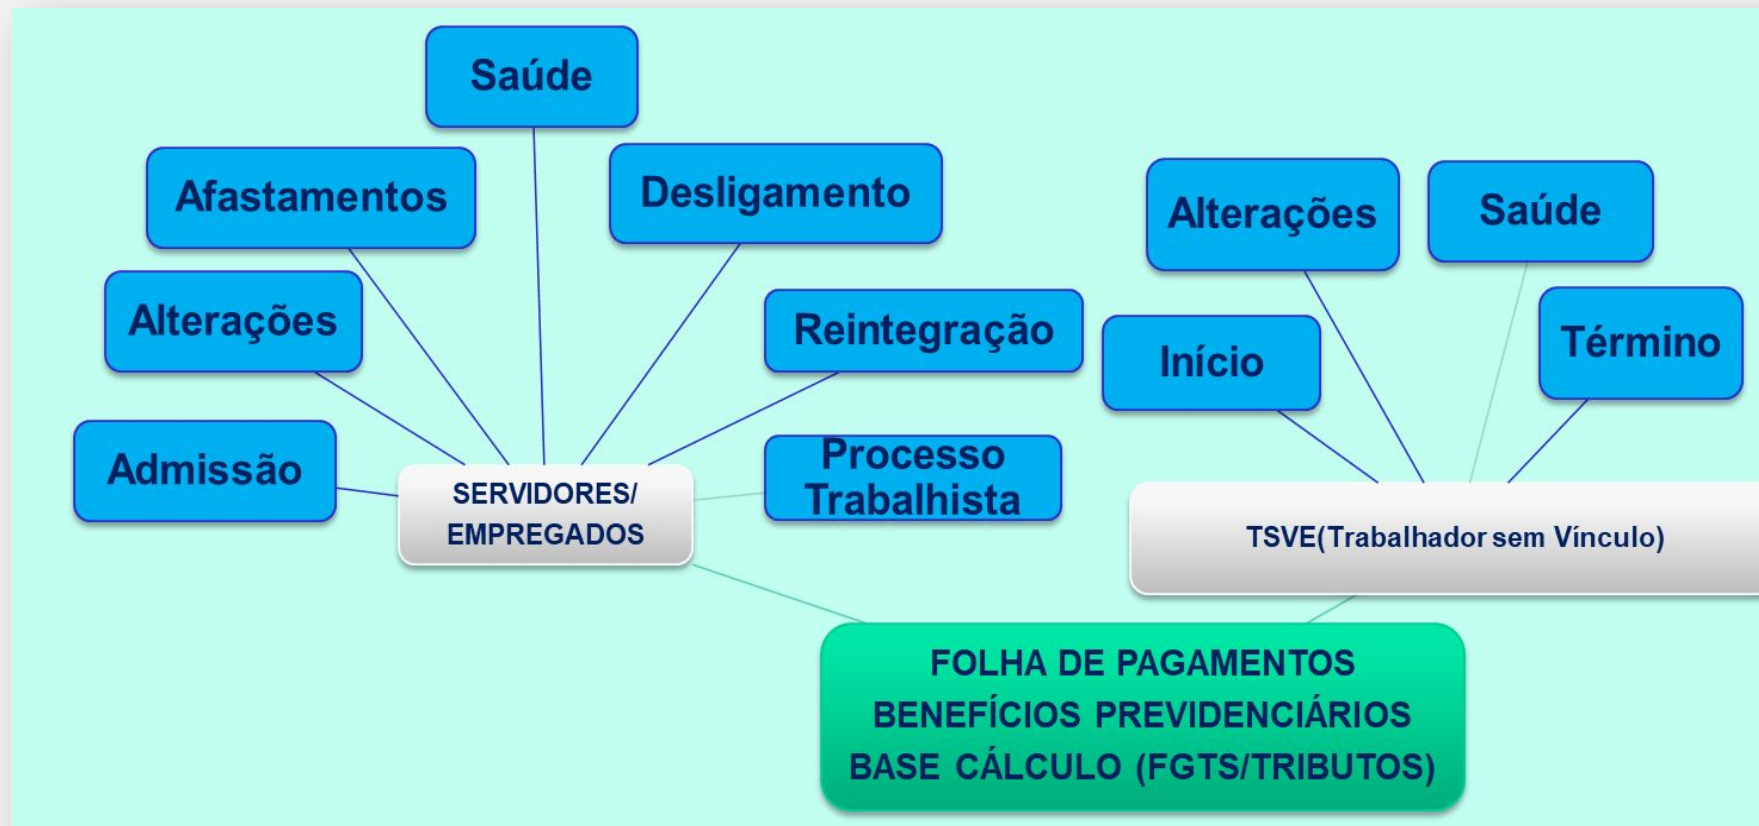 Saúde
Afastamentos
Desligamento
Alterações
Reintegração
Admissão
SERVIDORES/
EMPREGADOS
Processo
Trabalhista
Alterações
Saúde
Início
Término
TSVE(Trabalhador sem Vínculo)
FOLHA DE PAGAMENTOS
BENEFÍCIOS PREVIDENCIÁRIOS
BASE CÁLCULO (FGTS/TRIBUTOS)